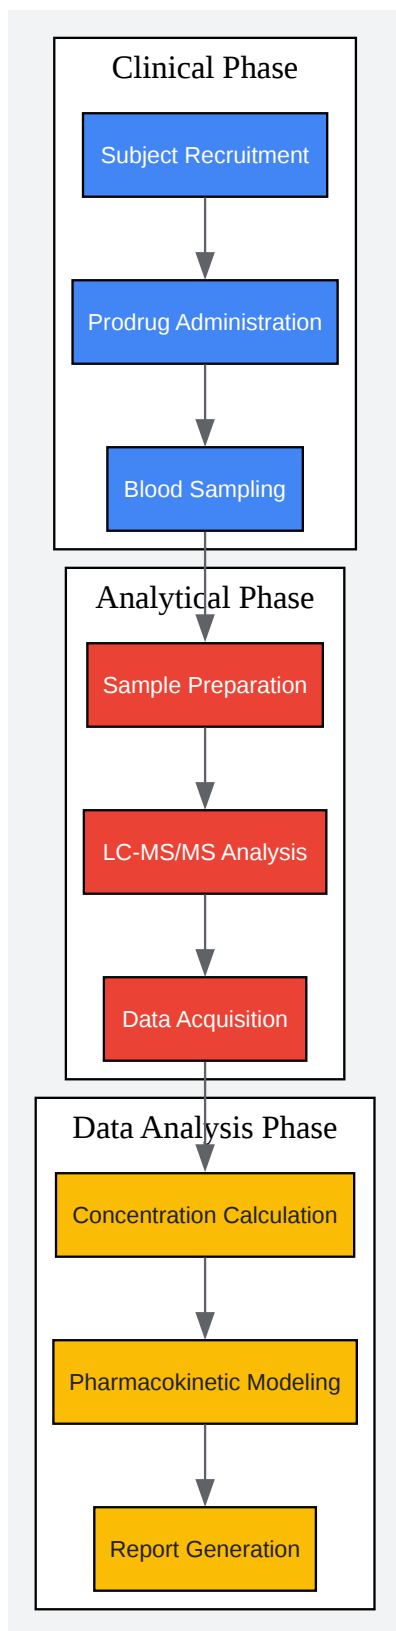 Clinical Phase
Subject Recruitment
Prodrug Administration
Blood Sampling
Analytical Phase
Sample Preparation
LC-MS/MS Analysis
Data Acquisition
Data Analysis Phase
Concentration Calculation
Pharmacokinetic Modeling
Report Generation